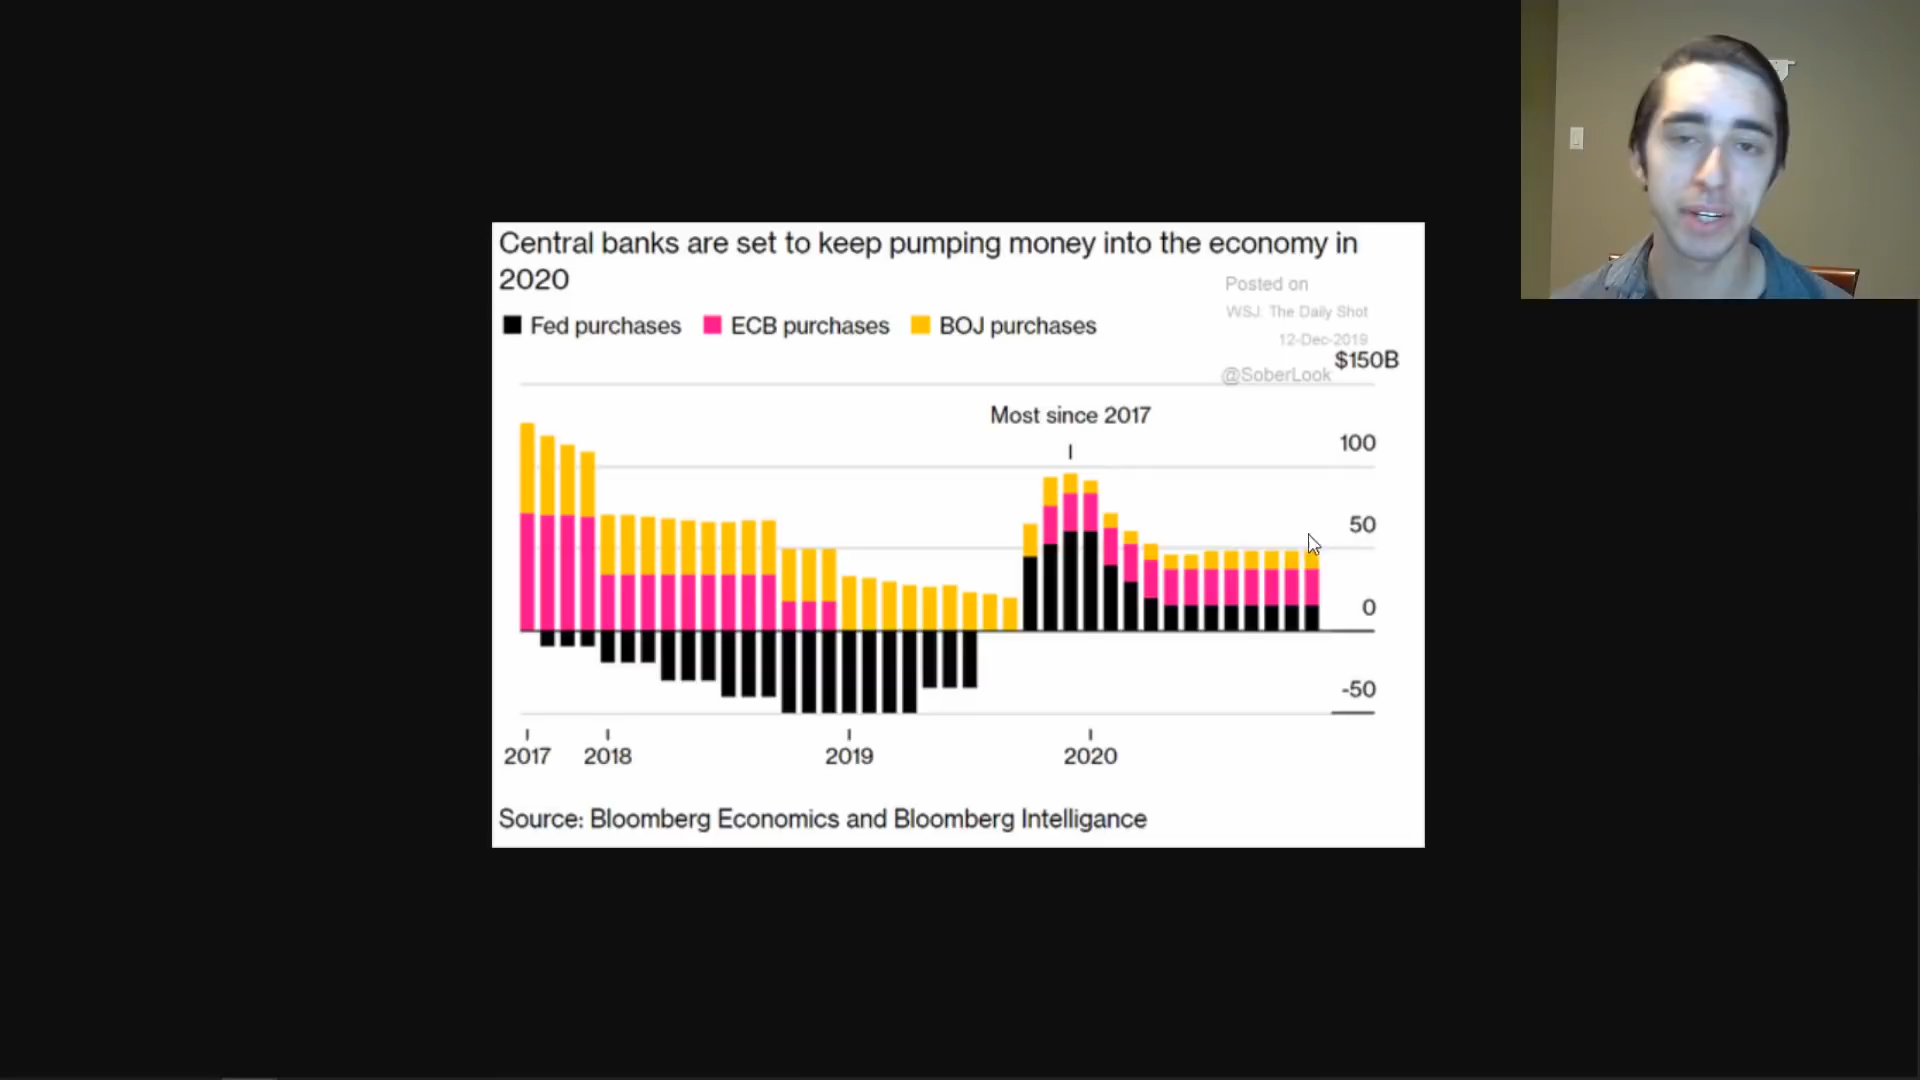 Central banks are set to keep pumping money into the economy in
2020
Posted on
WSJ: The Daily Shot
12-Dec-2019
@SoberLook
Fed purchases ECB purchases BOJ purchases
$150B
Most since 2017
100
50
0
-50
2017 2018 2019 2020
Source: Bloomberg Economics and Bloomberg Intelligance